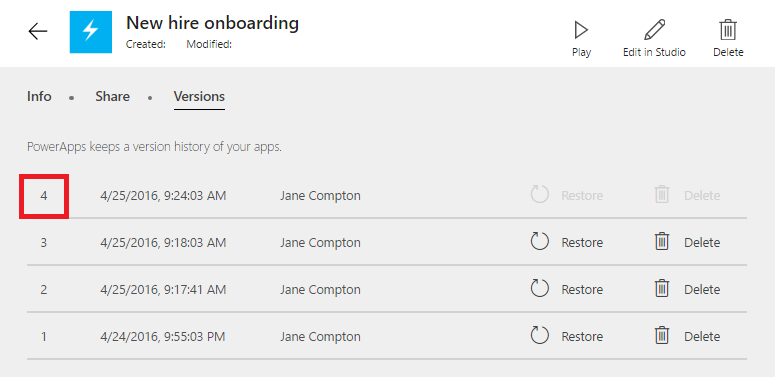 New hire onboarding
Created: Modified:
Play Edit in Studio Delete
Info • Share • Versions
PowerApps keeps a version history of your apps.
4 4/25/2016, 9:24:03 AM Jane Compton Restore Delete
3 4/25/2016, 9:18:03 AM Jane Compton Restore Delete
2 4/25/2016, 9:17:41 AM Jane Compton Restore Delete
1 4/24/2016, 9:55:03 PM Jane Compton Restore Delete